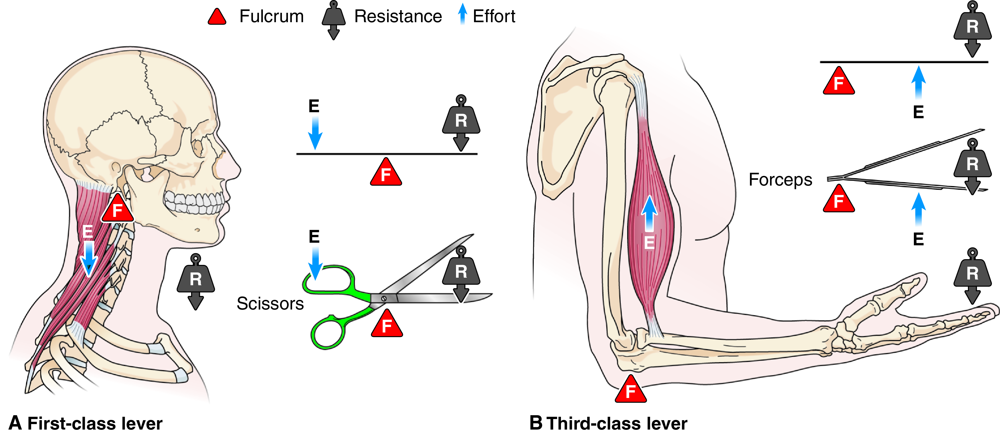 Fulcrum Resistance Effort
E
R
F
F
E
R
E
R
Scissors
F
A First-class lever
R
F
E
E
F
R
Forceps
F
E
R
B Third-class lever